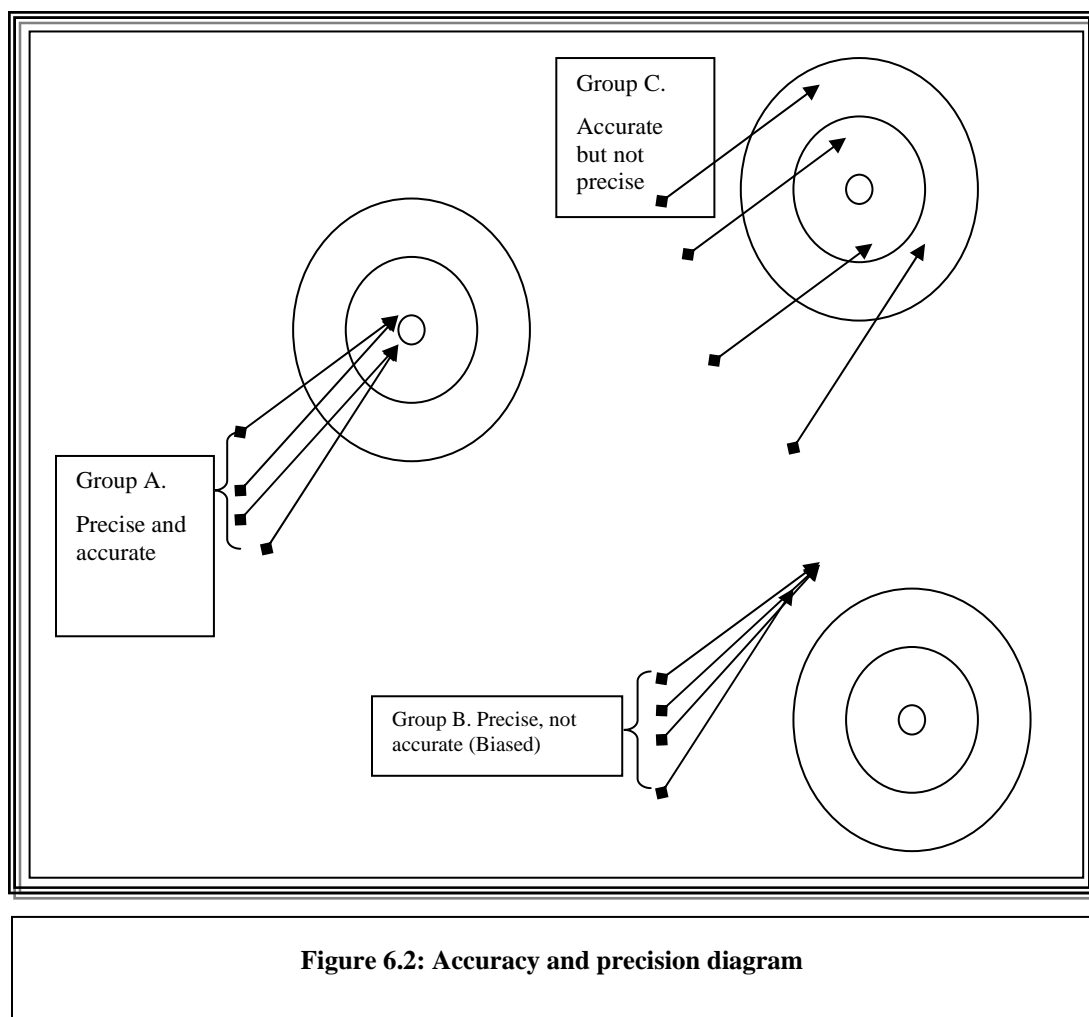 Group C.
Accurate
but not
precise
Group A.
Precise and
accurate
Group B. Precise, not
accurate (Biased)
Figure 6.2: Accuracy and precision diagram